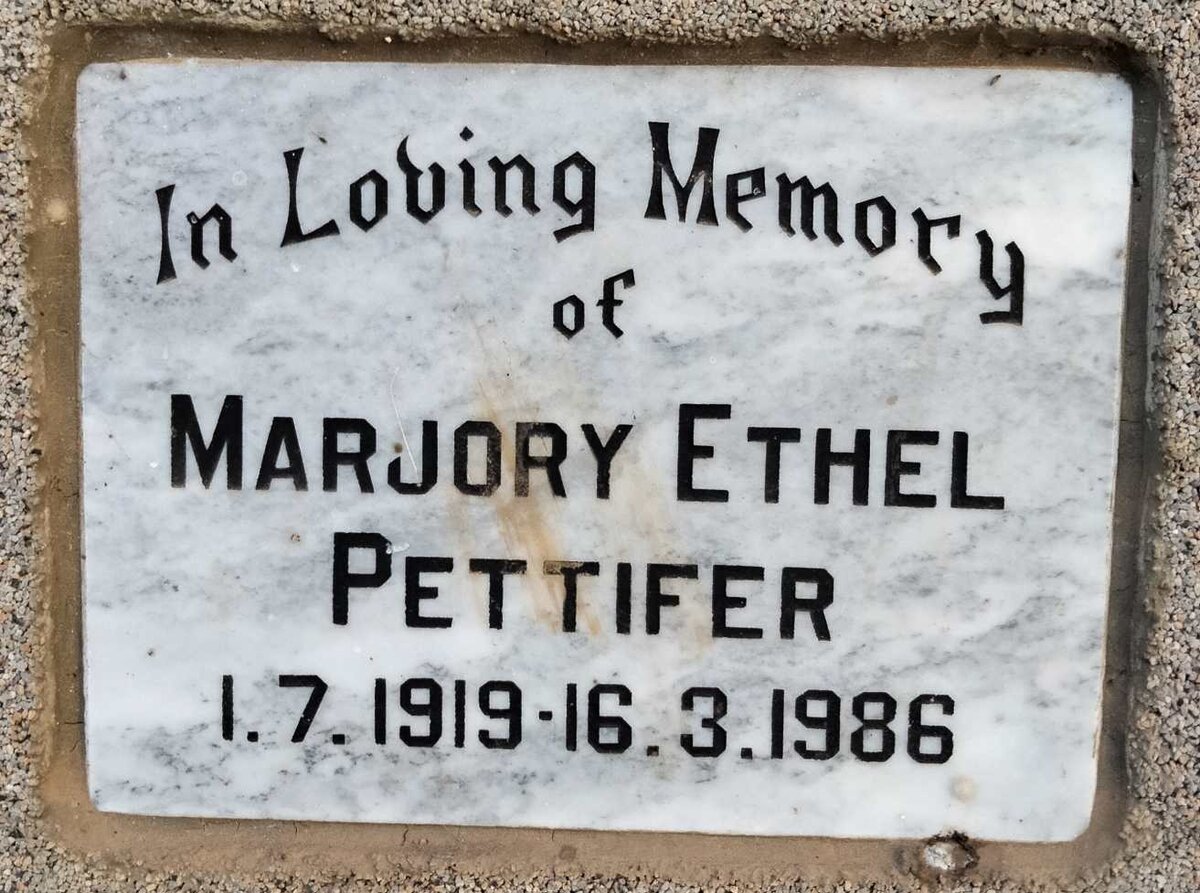 In Loving Memory
of
MARJORY ETHEL
PETTIFER
1.7.1919-16.3.1986